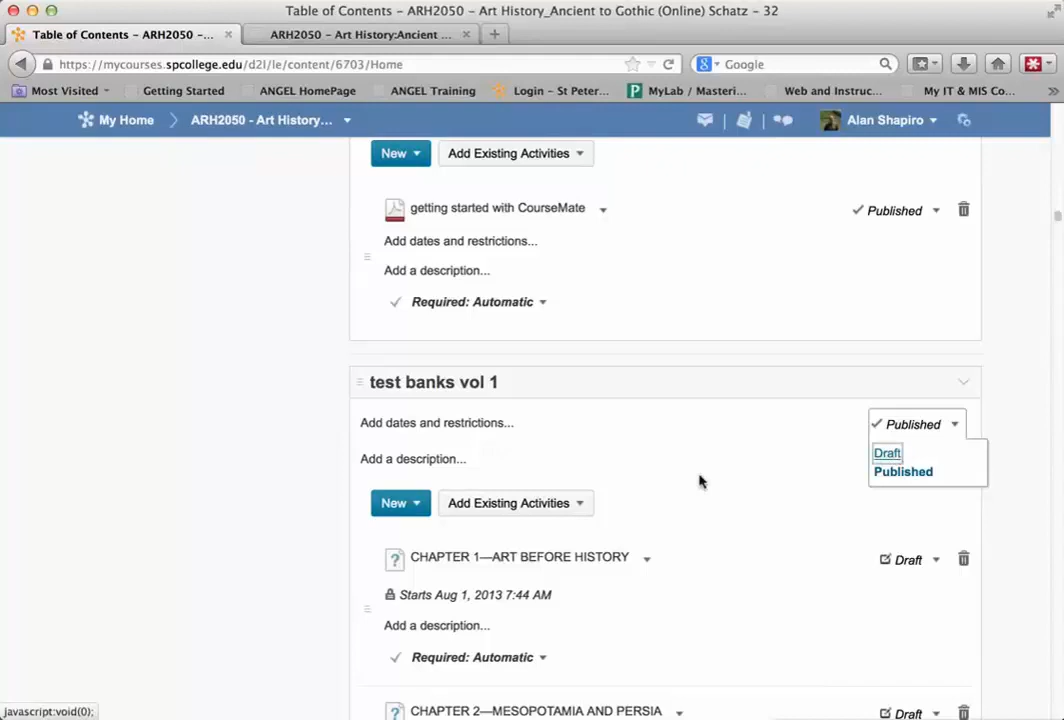 Table of Contents – ARH2050 – Art History_Ancient to Gothic (Online) Schatz – 32
Table of Contents – ARH2050 –...
ARH2050 – Art History:Ancient ...
https://mycourses.spcollege.edu/d2l/le/content/6703/Home
Google
Most Visited
Getting Started
ANGEL HomePage
ANGEL Training
Login – St Peter...
MyLab / Masteri...
Web and Instruc...
My IT & MIS Co...
My Home
ARH2050 - Art History...
Alan Shapiro
New
Add Existing Activities
getting started with CourseMate
Published
Add dates and restrictions...
Add a description...
Required: Automatic
test banks vol 1
Add dates and restrictions...
Published
Draft
Published
Add a description...
New
Add Existing Activities
CHAPTER 1—ART BEFORE HISTORY
Draft
Starts Aug 1, 2013 7:44 AM
Add a description...
Required: Automatic
CHAPTER 2—MESOPOTAMIA AND PERSIA
Draft
javascript:void(0);